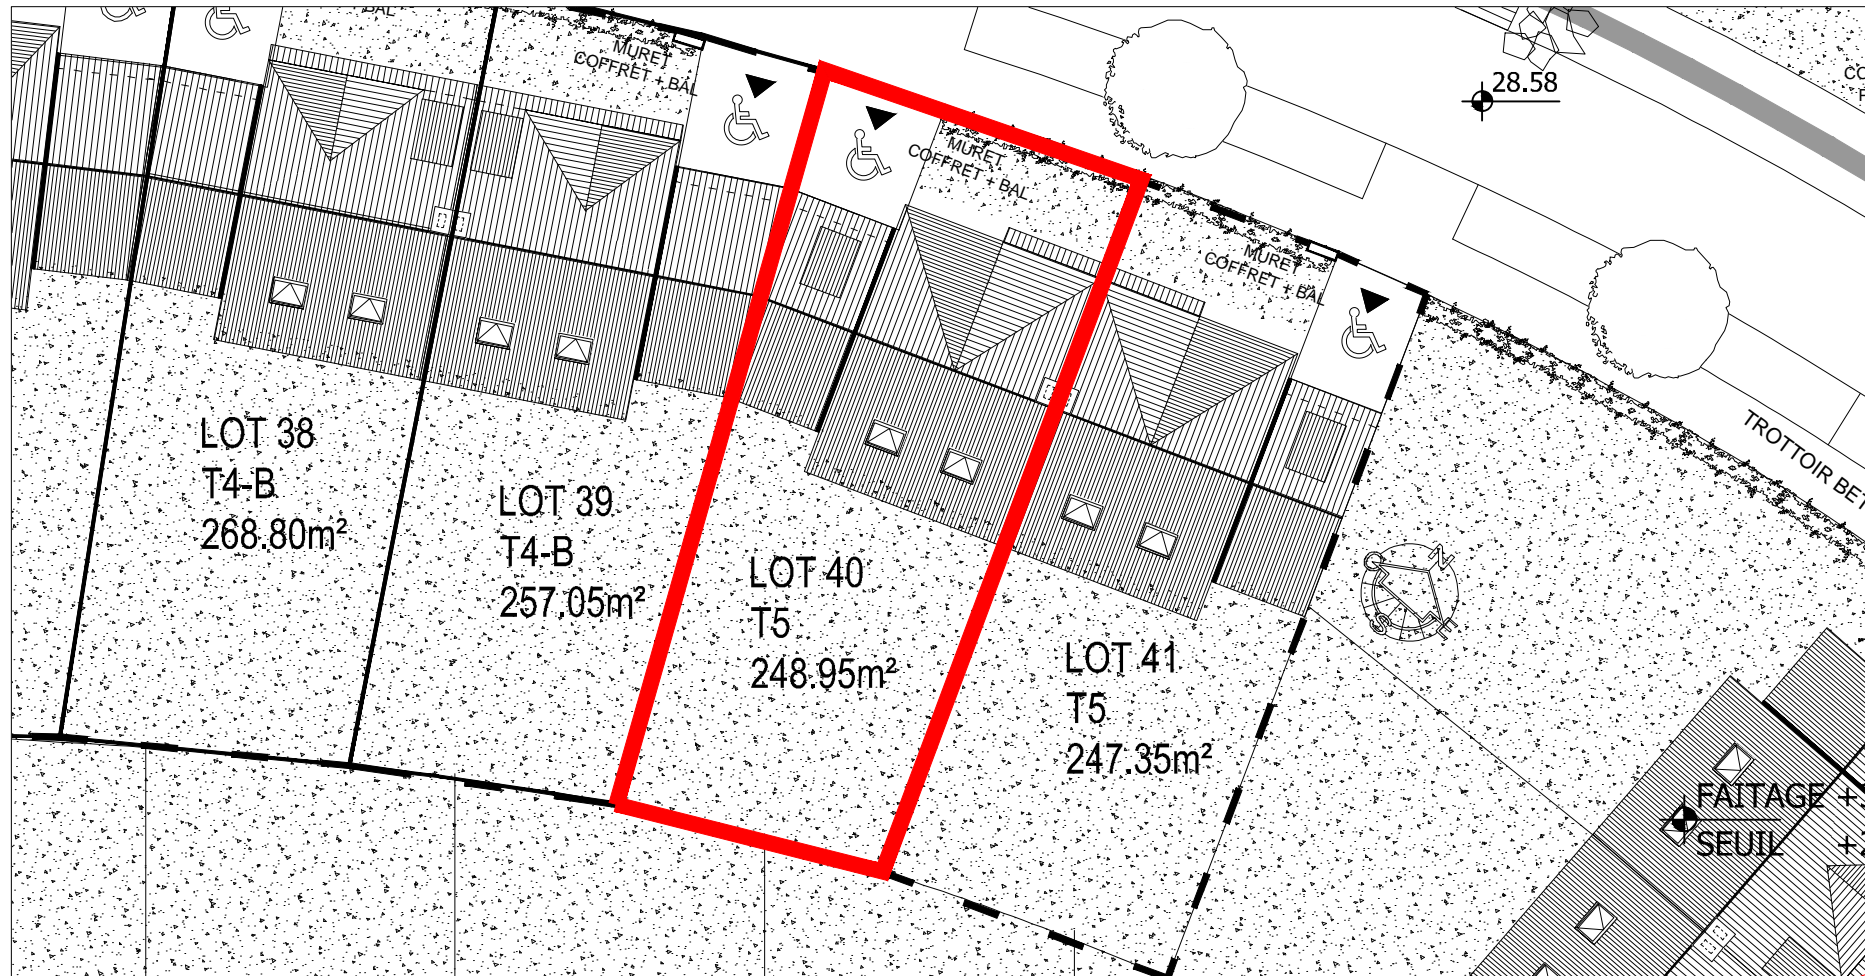 BAL
MURET
COFFRET + BAL
28.58
MURET
COFFRET + BAL
MURET
COFFRET + BAL
TROTTOIR BET
LOT 38
T4-B
268.80m²
LOT 39
T4-B
257.05m²
LOT 40
T5
248.95m²
LOT 41
T5
247.35m²
O
N
S
E
FAITAGE +
SEUIL +